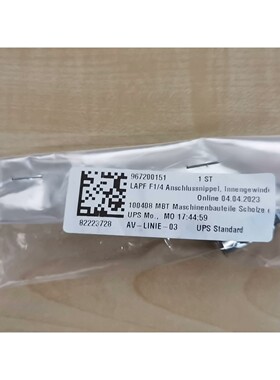 967200151 1 ST
LAPF F1/4 Anschlussnippel, Innengewind
Online 04.04.2023
100408 MBT Maschinenbauteile Scholze
UPS Mo., MO 17:44:59
82223728 AV-LINIE-03 UPS Standard